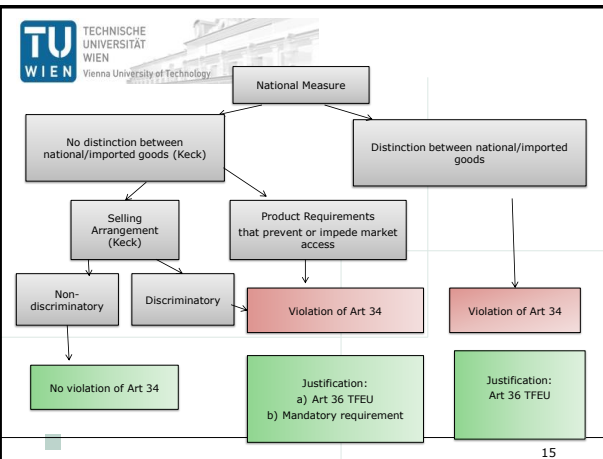 TU
WIEN
TECHNISCHE
UNIVERSITÄT
WIEN
Vienna University of Technology
National Measure
No distinction between
national/imported goods (Keck)
Distinction between national/imported
goods
Selling
Arrangement
(Keck)
Product Requirements
that prevent or impede market
access
Non-
discriminatory
Discriminatory
Violation of Art 34
Violation of Art 34
No violation of Art 34
Justification:
a) Art 36 TFEU
b) Mandatory requirement
Justification:
Art 36 TFEU
15